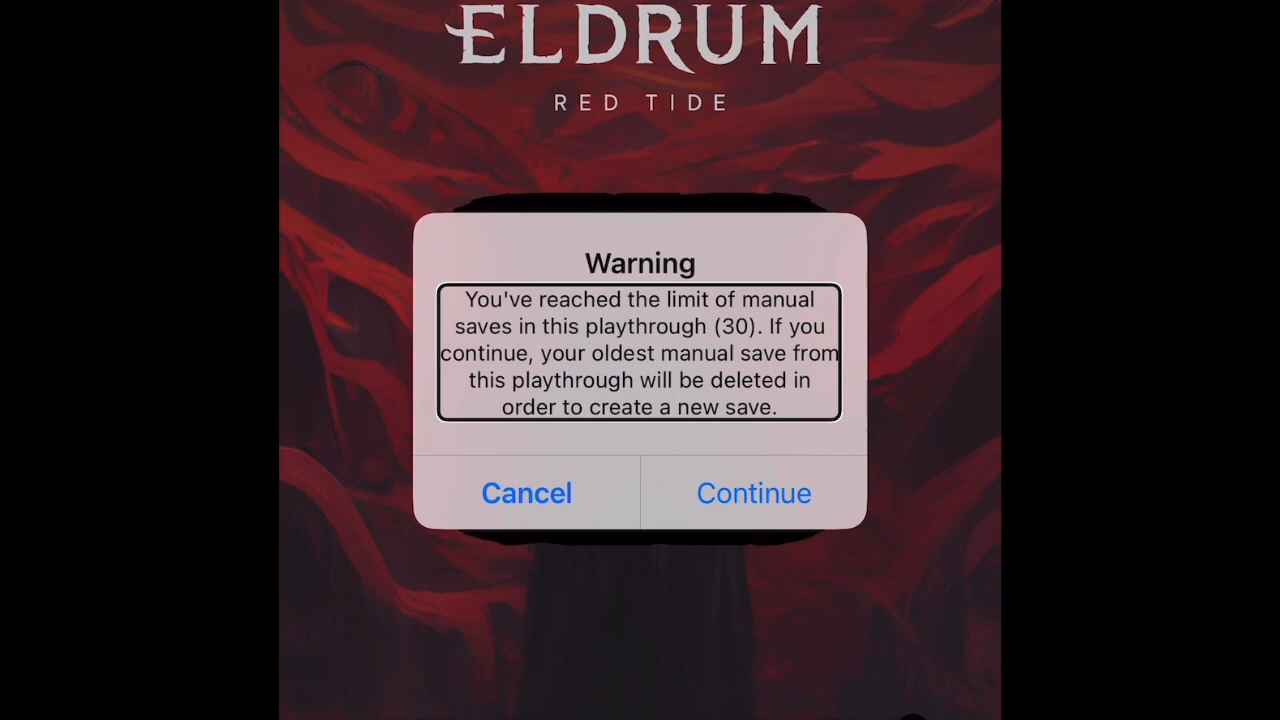 ELDRUM
RED TIDE
Warning
You've reached the limit of manual
saves in this playthrough (30). If you
continue, your oldest manual save from
this playthrough will be deleted in
order to create a new save.
Cancel
Continue